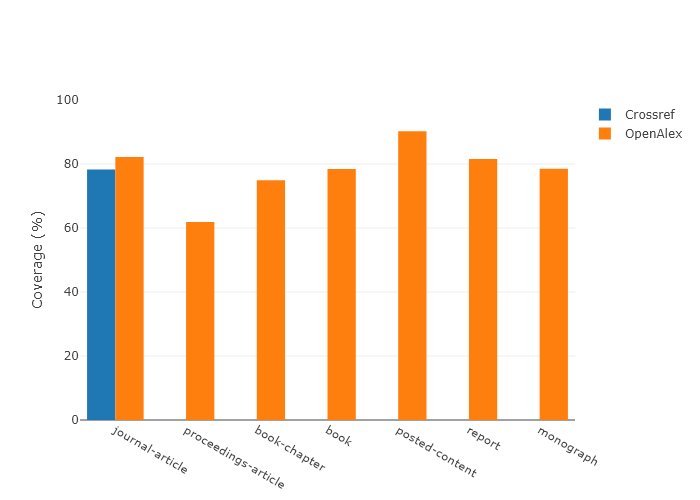 100
80
60
40
20
0
Coverage (%)
journal-article
proceedings-article
book-chapter
book
posted-content
report
monograph
Crossref
OpenAlex